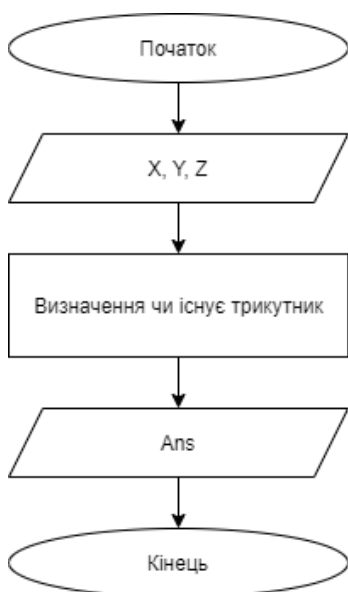 Початок
X, Y, Z
Визначення чи існує трикутник
Ans
Кінець